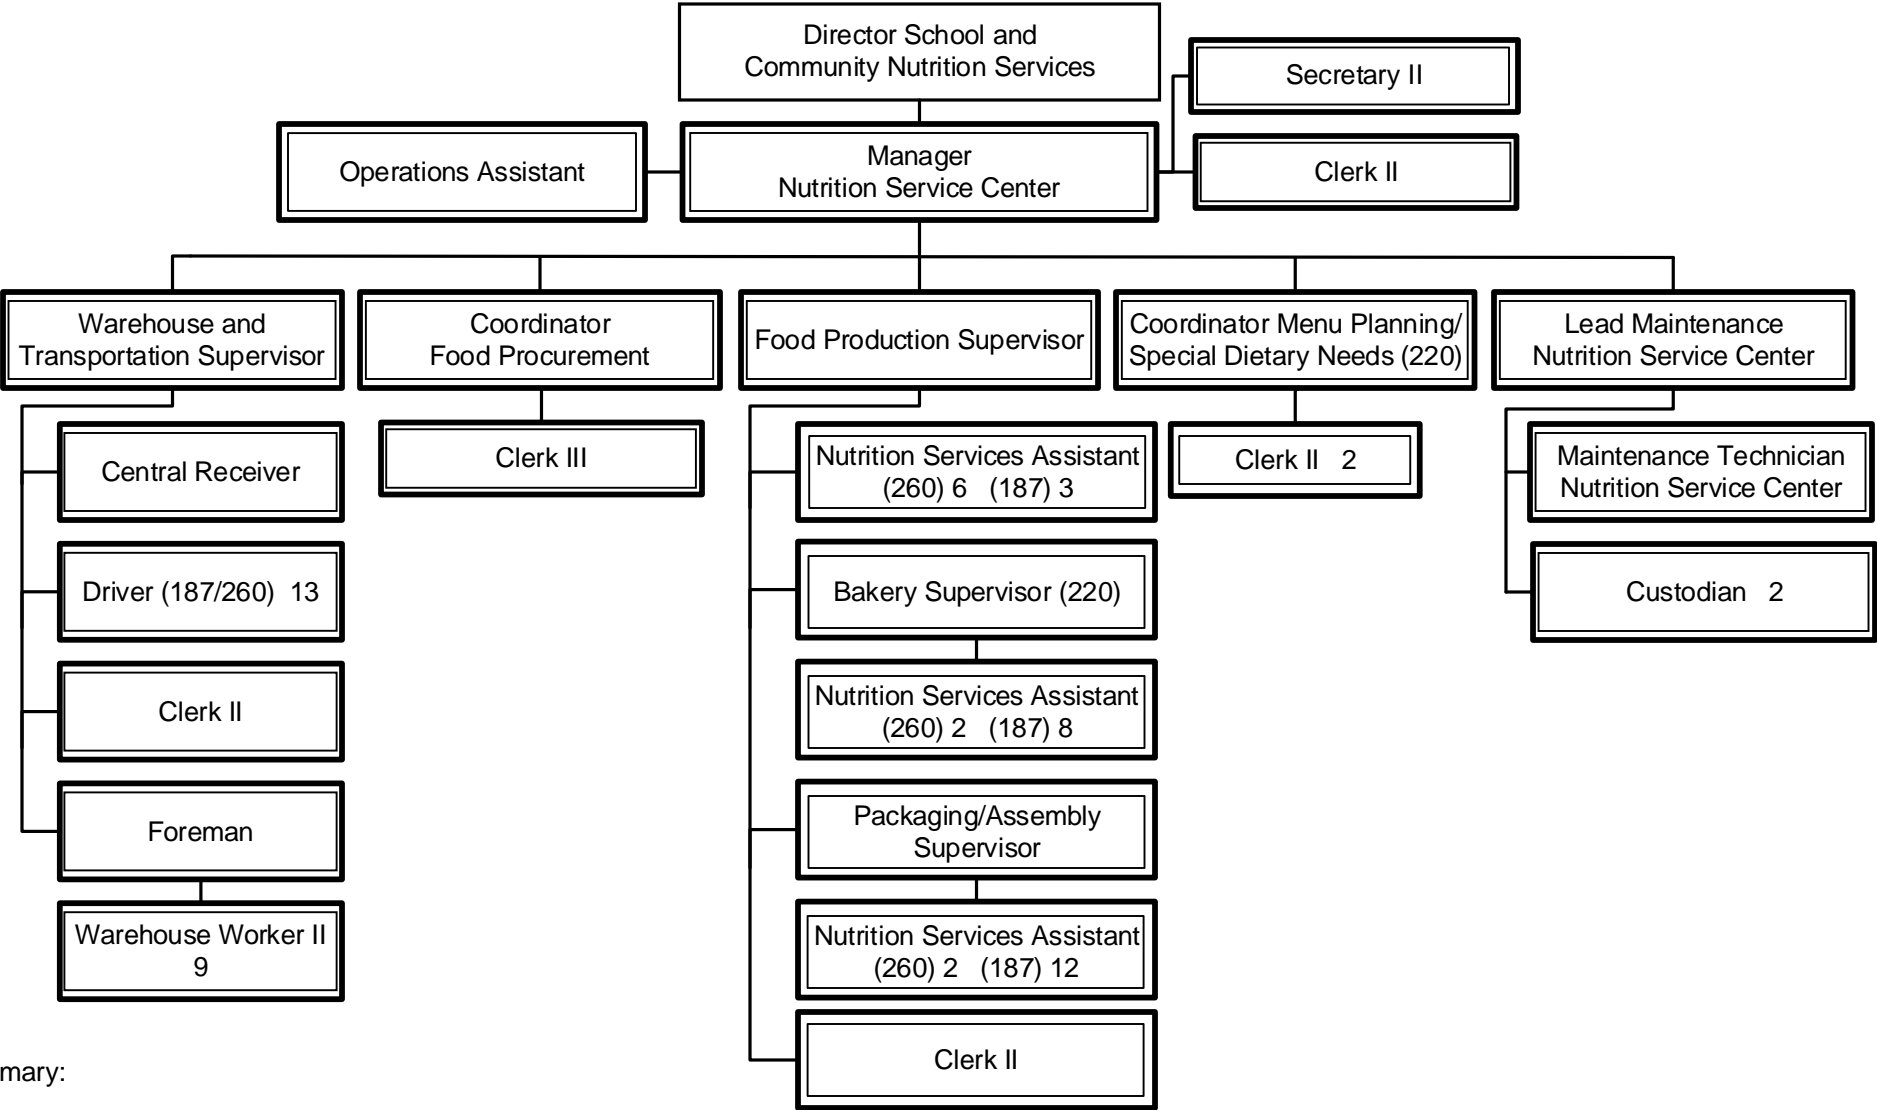 Director School and
Community Nutrition Services
Secretary II
Operations Assistant
Manager
Nutrition Service Center
Clerk II
Warehouse and
Transportation Supervisor
Coordinator
Food Procurement
Food Production Supervisor
Coordinator Menu Planning/
Special Dietary Needs (220)
Lead Maintenance
Nutrition Service Center
Central Receiver
Driver (187/260) 13
Clerk II
Foreman
Warehouse Worker II
9
Clerk III
Nutrition Services Assistant
(260) 6 (187) 3
Bakery Supervisor (220)
Nutrition Services Assistant
(260) 2 (187) 8
Packaging/Assembly
Supervisor
Nutrition Services Assistant
(260) 2 (187) 12
Clerk II
Clerk II 2
Maintenance Technician
Nutrition Service Center
Custodian 2
mary: